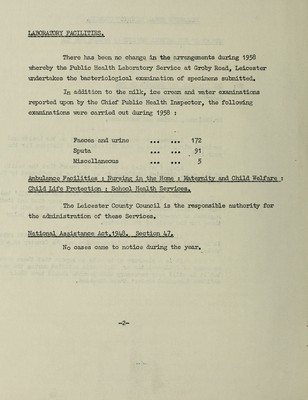 LABORATORY FACILITIES.
There has been no change in the arrangements during 1958
whereby the Public Health Laboratory Service at Groby Road, Leicester
undertakes the bacteriological examination of specimens submitted.
In addition to the milk, ice cream and water examinations
reported upon by the Chief Public Health Inspector, the following
examinations were carried out during 1958 :
Faeces and urine ... ... 172
Sputa ... ... 91
Miscellaneous ... ... 5
Ambulance Facilities : Nursing in the Home : Maternity and Child Welfare :
Child Life Protection : School Health Services.
The Leicester County Council is the responsible authority for
the administration of these Services.
National Assistance Act,1948. Section 47.
No cases came to notice during the year.
-2-